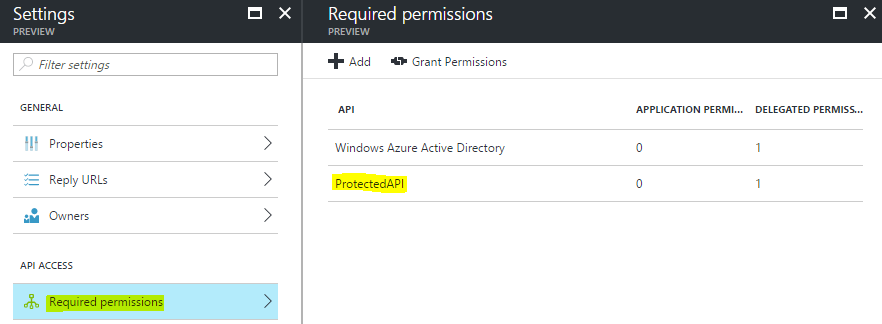 Settings
PREVIEW
Filter settings
GENERAL
Properties
Reply URLs
Owners
API ACCESS
Required permissions
Required permissions
PREVIEW
Add Grant Permissions
API APPLICATION PERMI... DELEGATED PERMISS...
Windows Azure Active Directory 0 1
ProtectedAPI 0 1